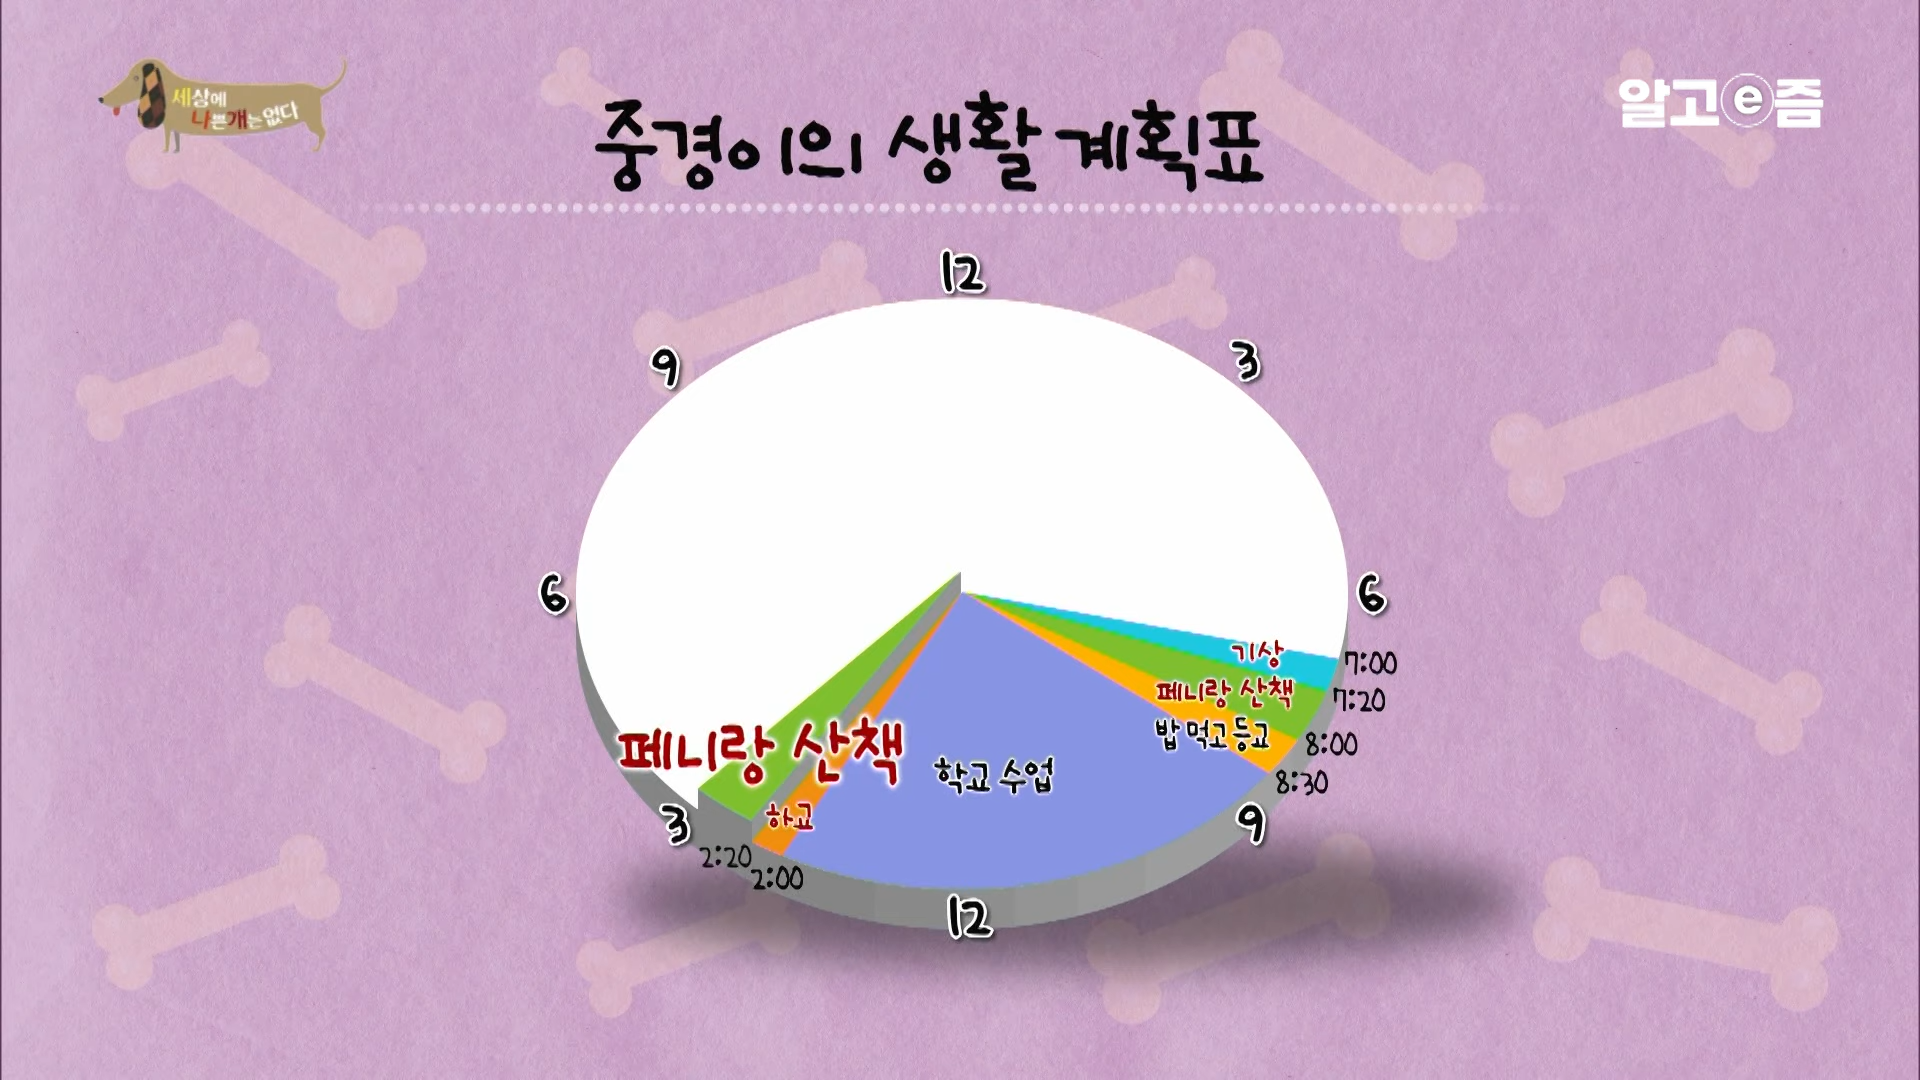 세상에
나쁜개는없다
알고e즘
중경이의 생활 계획표
12
9
3
6
6
기상
7:00
페니랑 산책
7:20
밥 먹고 등교
8:00
8:30
페니랑 산책
학교 수업
하교
3
9
2:20
2:00
12